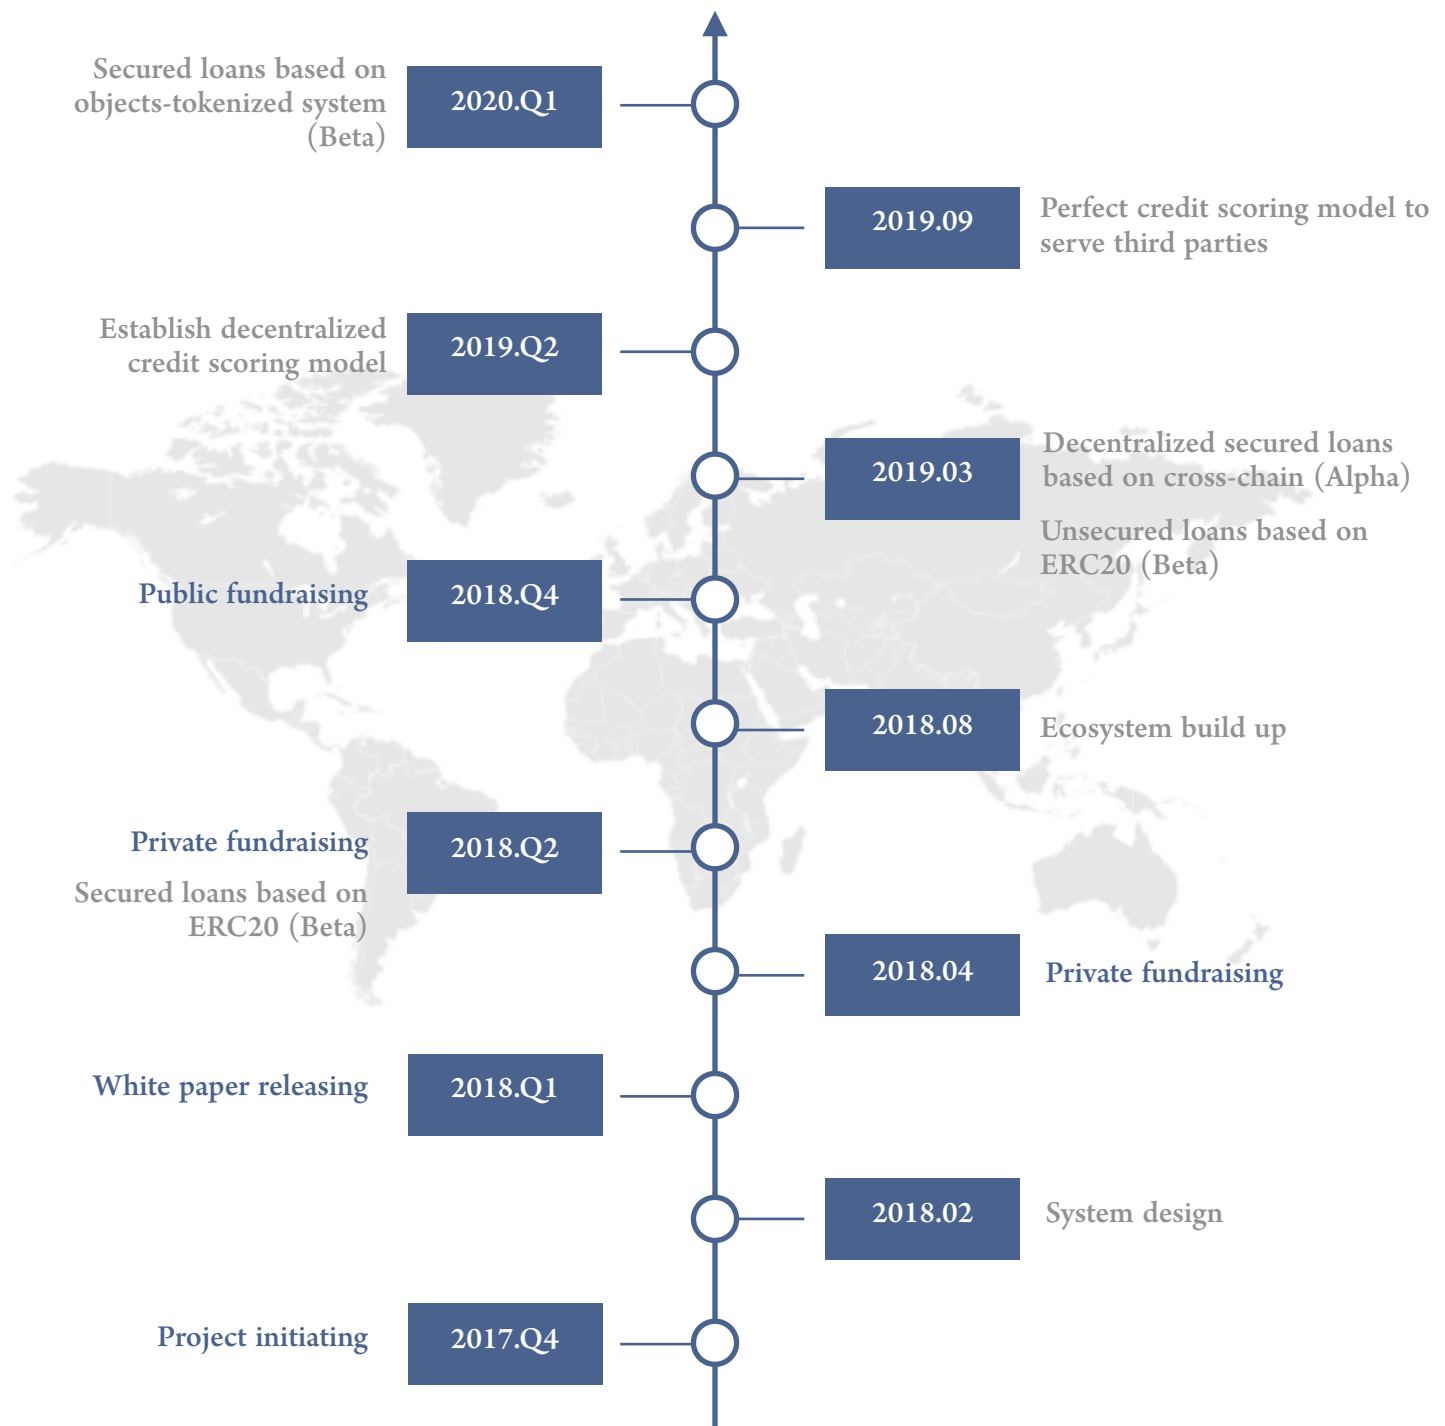 Secured loans based on
objects-tokenized system
(Beta)
2020.Q1
2019.09
Perfect credit scoring model to
serve third parties
Establish decentralized
credit scoring model
2019.Q2
2019.03
Decentralized secured loans
based on cross-chain (Alpha)
Unsecured loans based on
ERC20 (Beta)
Public fundraising
2018.Q4
2018.08
Ecosystem build up
Private fundraising
2018.Q2
Secured loans based on
ERC20 (Beta)
2018.04
Private fundraising
White paper releasing
2018.Q1
2018.02
System design
Project initiating
2017.Q4